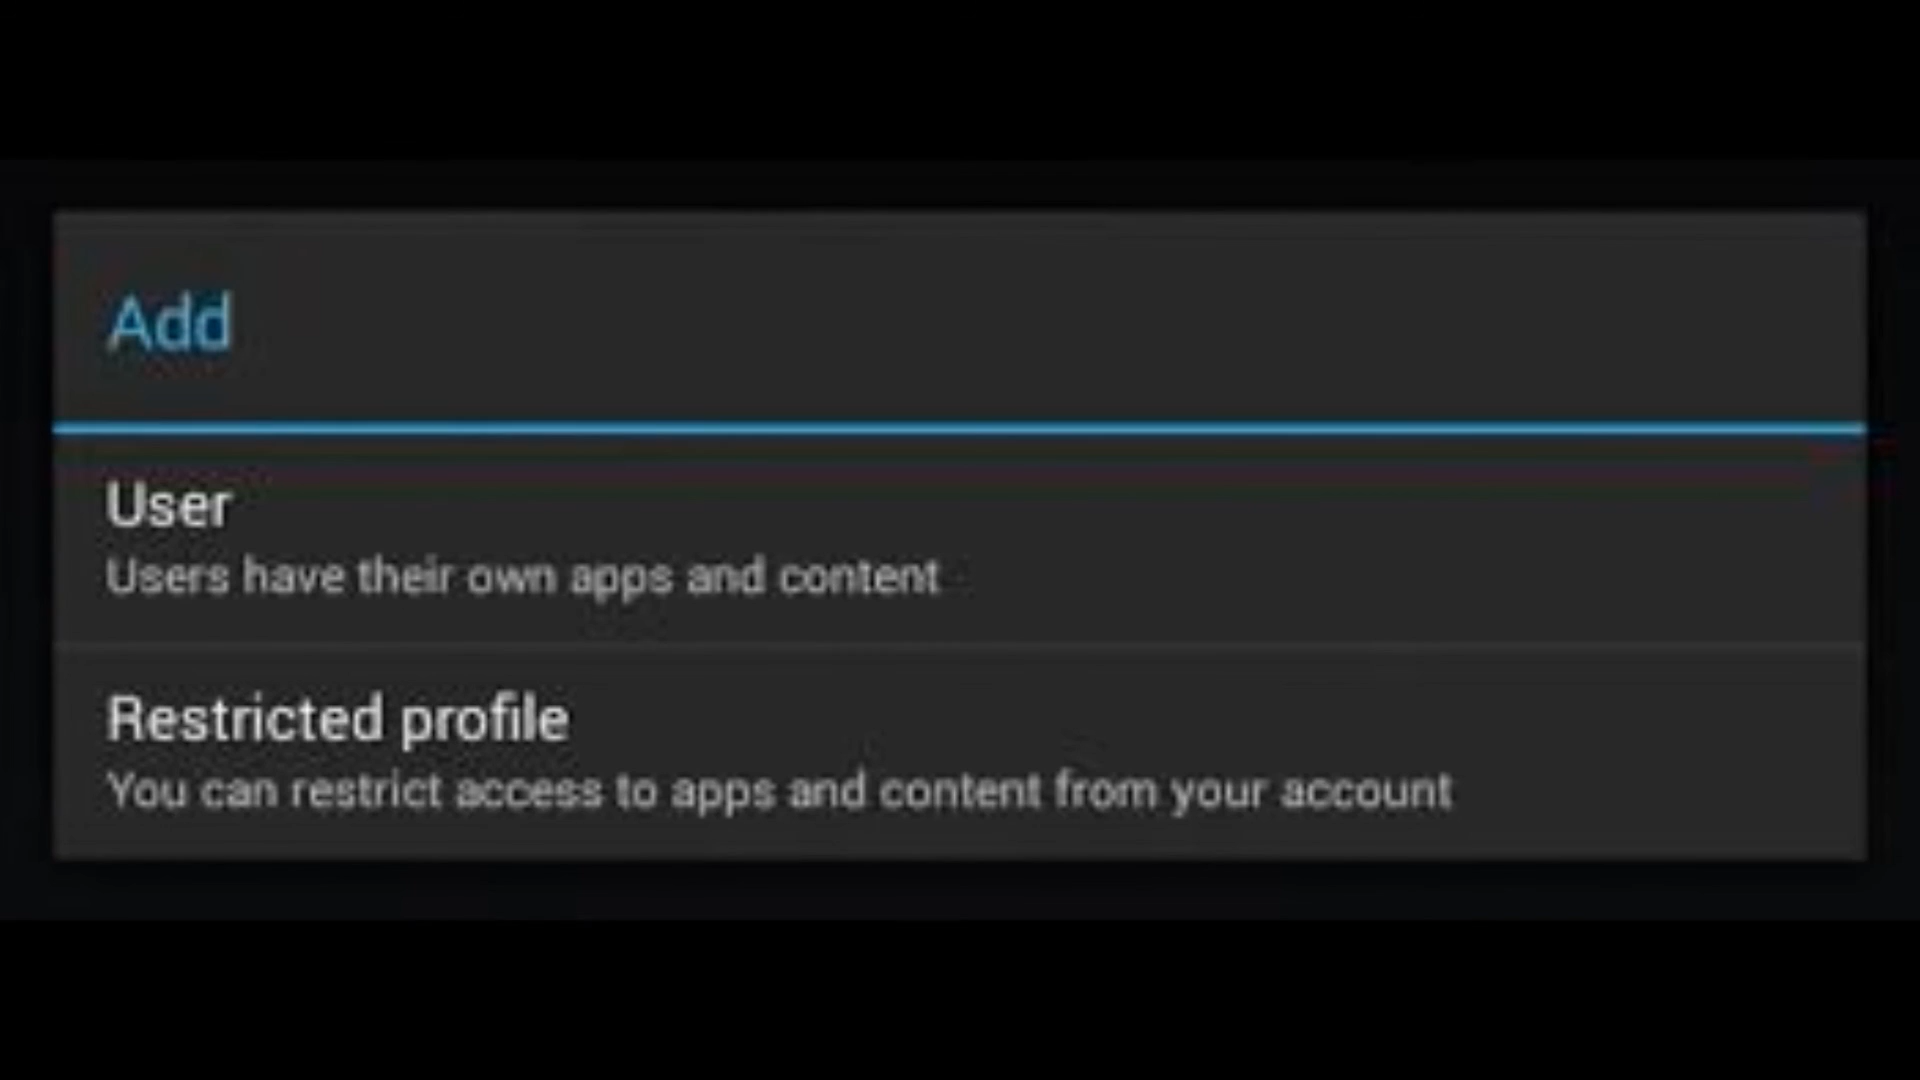 Add
User
Users have their own apps and content
Restricted profile
You can restrict access to apps and content from your account